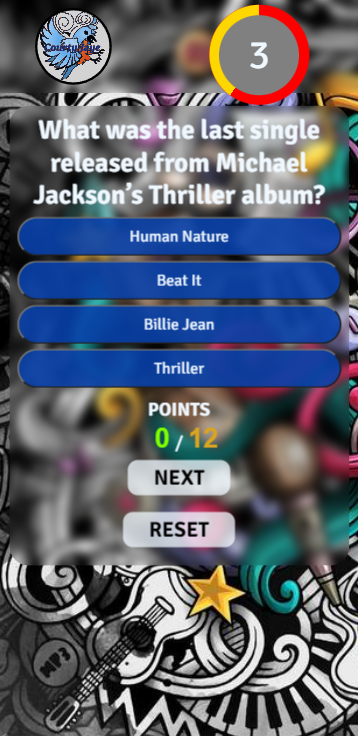 3
What was the last single
released from Michael
Jackson's Thriller album?
Human Nature
Beat It
Billie Jean
Thriller
POINTS
0 / 12
NEXT
RESET
MP3